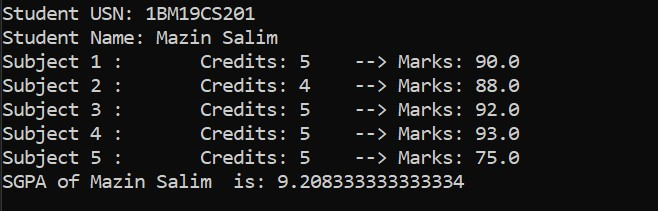 Student USN: 1BM19CS201
Student Name: Mazin Salim
Subject 1 :        Credits: 5    --> Marks: 90.0
Subject 2 :        Credits: 4    --> Marks: 88.0
Subject 3 :        Credits: 5    --> Marks: 92.0
Subject 4 :        Credits: 5    --> Marks: 93.0
Subject 5 :        Credits: 5    --> Marks: 75.0
SGPA of Mazin Salim  is: 9.208333333333334